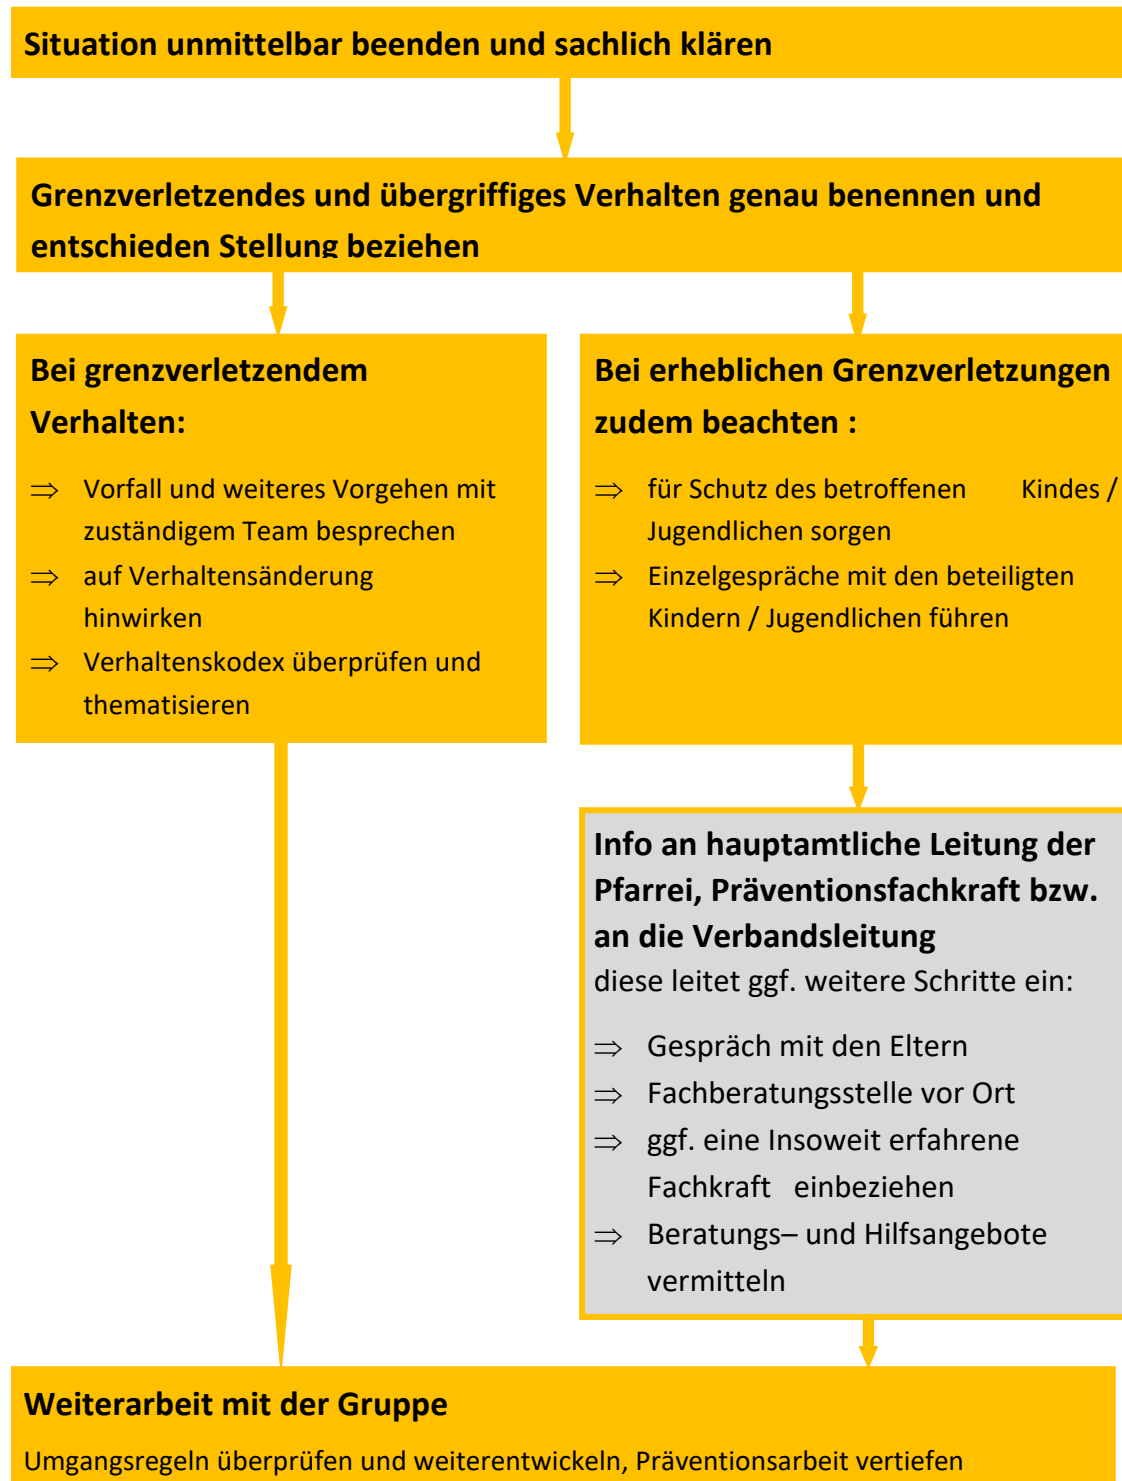 Situation unmittelbar beenden und sachlich klären
Grenzverletzendes und übergriffiges Verhalten genau benennen und
entschieden Stellung beziehen
Bei grenzverletzendem
Verhalten:
⇒ Vorfall und weiteres Vorgehen mit
zuständigem Team besprechen
⇒ auf Verhaltensänderung
hinwirken
⇒ Verhaltenskodex überprüfen und
thematisieren
Bei erheblichen Grenzverletzungen
zudem beachten :
⇒ für Schutz des betroffenen Kindes /
Jugendlichen sorgen
⇒ Einzelgespräche mit den beteiligten
Kindern / Jugendlichen führen
Info an hauptamtliche Leitung der
Pfarrei, Präventionsfachkraft bzw.
an die Verbandsleitung
diese leitet ggf. weitere Schritte ein:
⇒ Gespräch mit den Eltern
⇒ Fachberatungsstelle vor Ort
⇒ ggf. eine Insoweit erfahrene
Fachkraft einbeziehen
⇒ Beratungs– und Hilfsangebote
vermitteln
Weiterarbeit mit der Gruppe
Umgangsregeln überprüfen und weiterentwickeln, Präventionsarbeit vertiefen